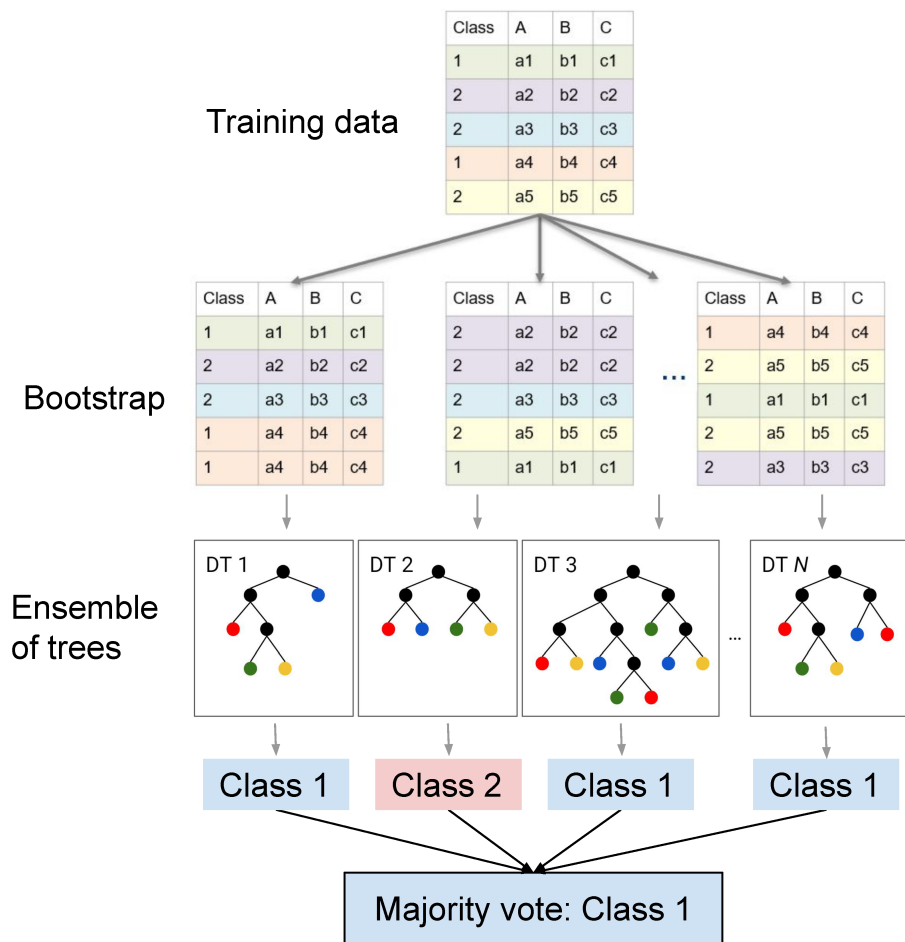 Training data
Class A B C
1 a1 b1 c1
2 a2 b2 c2
2 a3 b3 c3
1 a4 b4 c4
2 a5 b5 c5
Bootstrap
Class A B C
1 a1 b1 c1
2 a2 b2 c2
2 a3 b3 c3
1 a4 b4 c4
1 a4 b4 c4
Class A B C
2 a2 b2 c2
2 a2 b2 c2
2 a3 b3 c3
2 a5 b5 c5
1 a1 b1 c1
...
Class A B C
1 a4 b4 c4
2 a5 b5 c5
1 a1 b1 c1
2 a5 b5 c5
2 a3 b3 c3
Ensemble
of trees
DT 1
DT 2
DT 3
...
DT N
Class 1
Class 2
Class 1
Class 1
Majority vote: Class 1